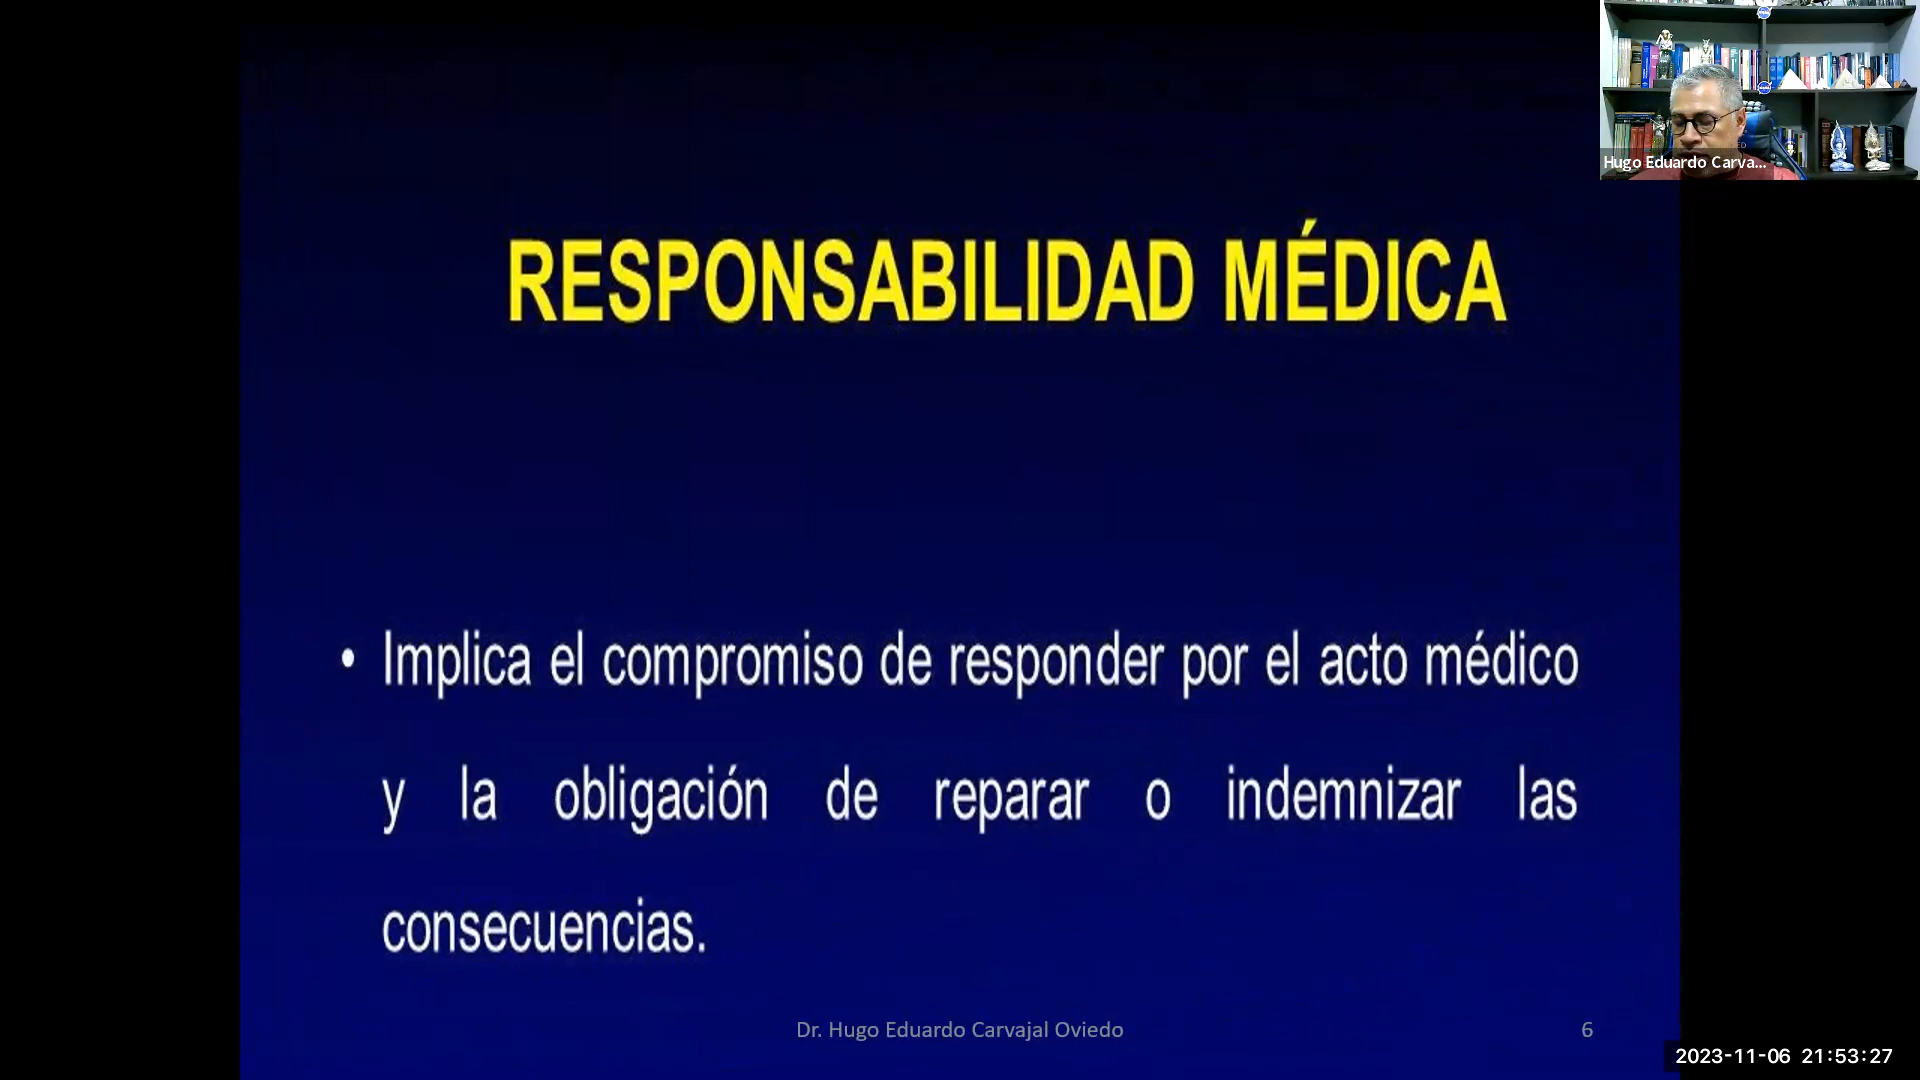 Hugo Eduardo Carva...
RESPONSABILIDAD MÉDICA
• Implica el compromiso de responder por el acto médico
y la obligación de reparar o indemnizar las
consecuencias.
Dr. Hugo Eduardo Carvajal Oviedo
6
2023-11-06 21:53:27